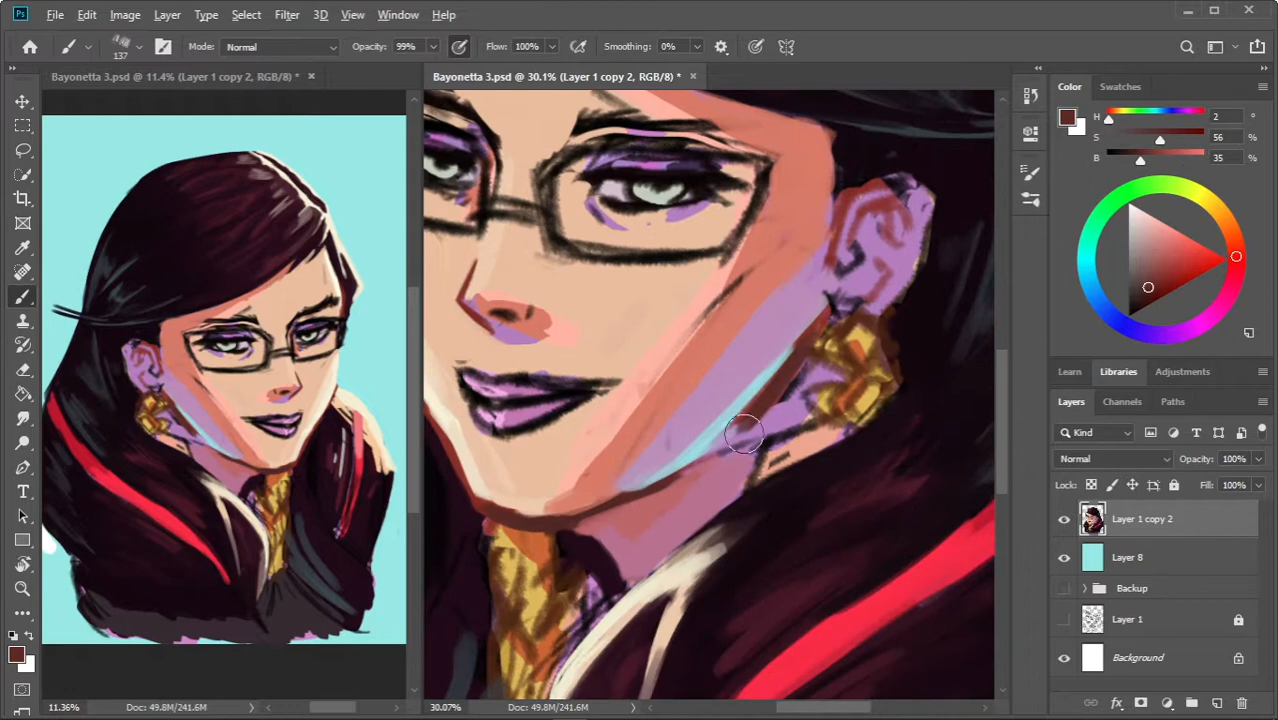 Ps File Edit Image Layer Type Select Filter 3D View Window Help
137 Mode: Normal Opacity: 99% Flow: 100% Smoothing: 0%
Bayonetta 3.psd @ 11.4% (Layer 1 copy 2, RGB/8) *
Bayonetta 3.psd @ 30.1% (Layer 1 copy 2, RGB/8) *
Color Swatches
H 2 °
S 56 %
B 35 %
Learn Libraries Adjustments
Layers Channels Paths
Kind
Normal Opacity: 100%
Lock: Fill: 100%
Layer 1 copy 2
Layer 8
Backup
Layer 1
Background
fx
11.36% Doc: 49.8M/241.6M
30.07% Doc: 49.8M/241.6M